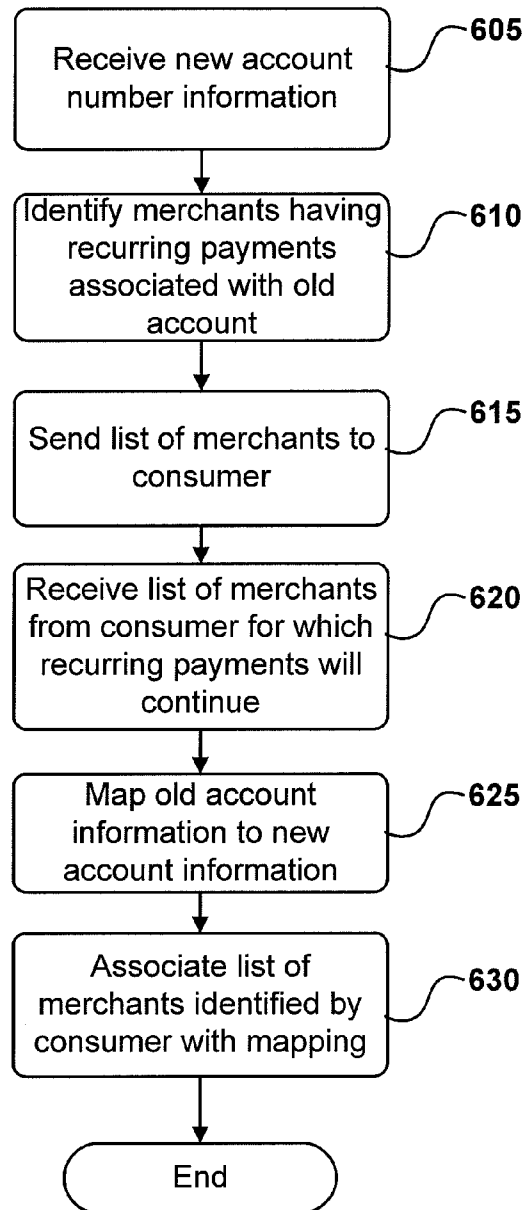 605
Receive new account
number information
610
Identify merchants having
recurring payments
associated with old
account
615
Send list of merchants to
consumer
620
Receive list of merchants
from consumer for which
recurring payments will
continue
625
Map old account
information to new
account information
630
Associate list of
merchants identified by
consumer with mapping
End